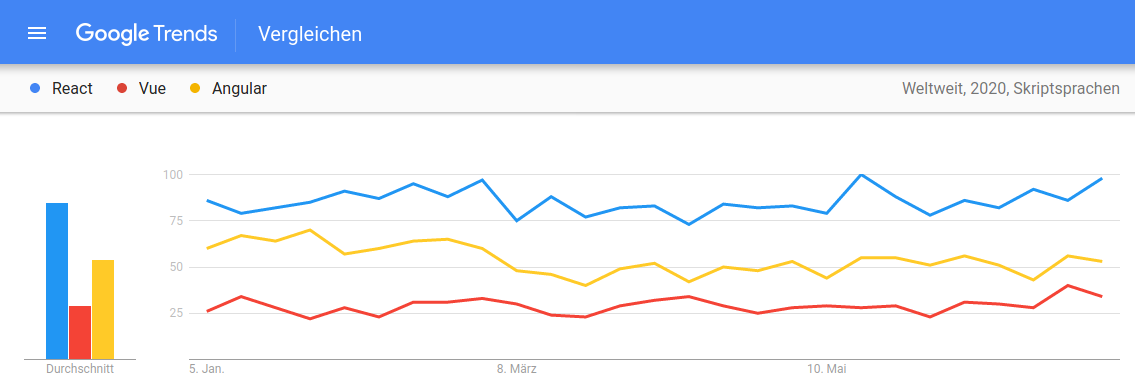 Google Trends Vergleichen
React Vue Angular Weltweit, 2020, Skriptsprachen
100
75
50
25
Durchschnitt 5. Jan. 8. März 10. Mai